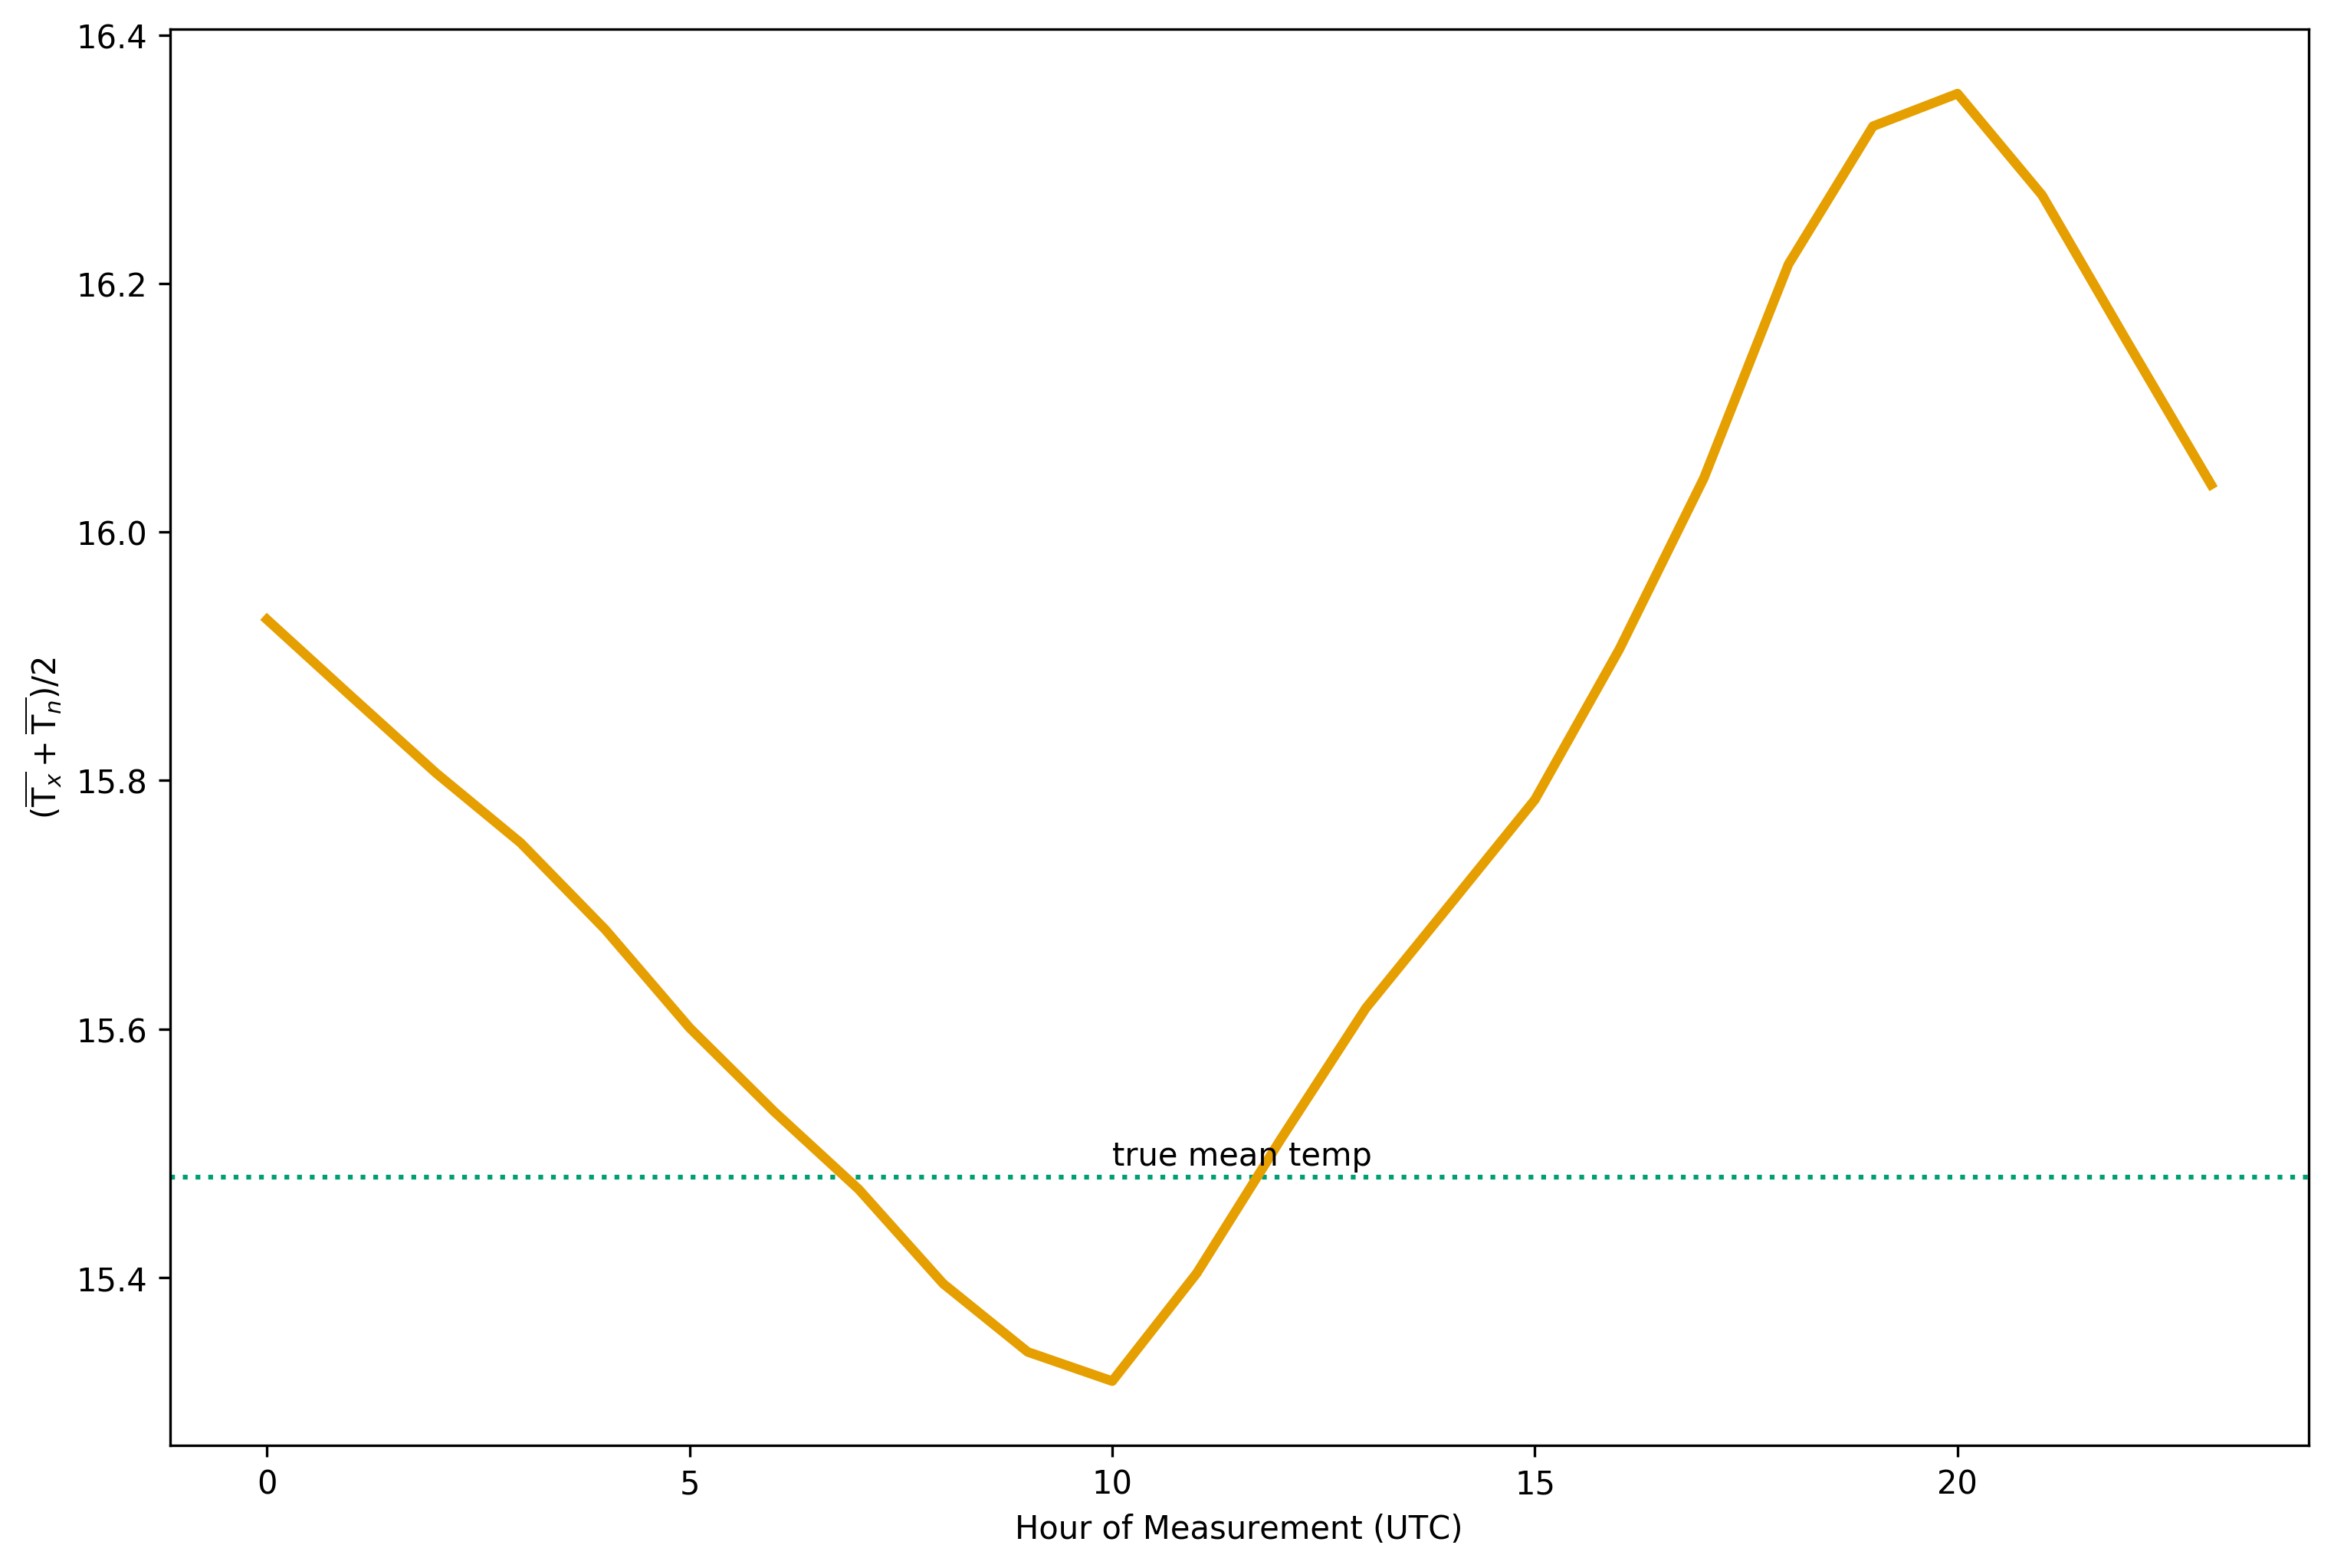 16.4
16.2
16.0
15.8
15.6
15.4
(T̅ₓ + T̅ₙ)/2
true mean temp
0 5 10 15 20
Hour of Measurement (UTC)